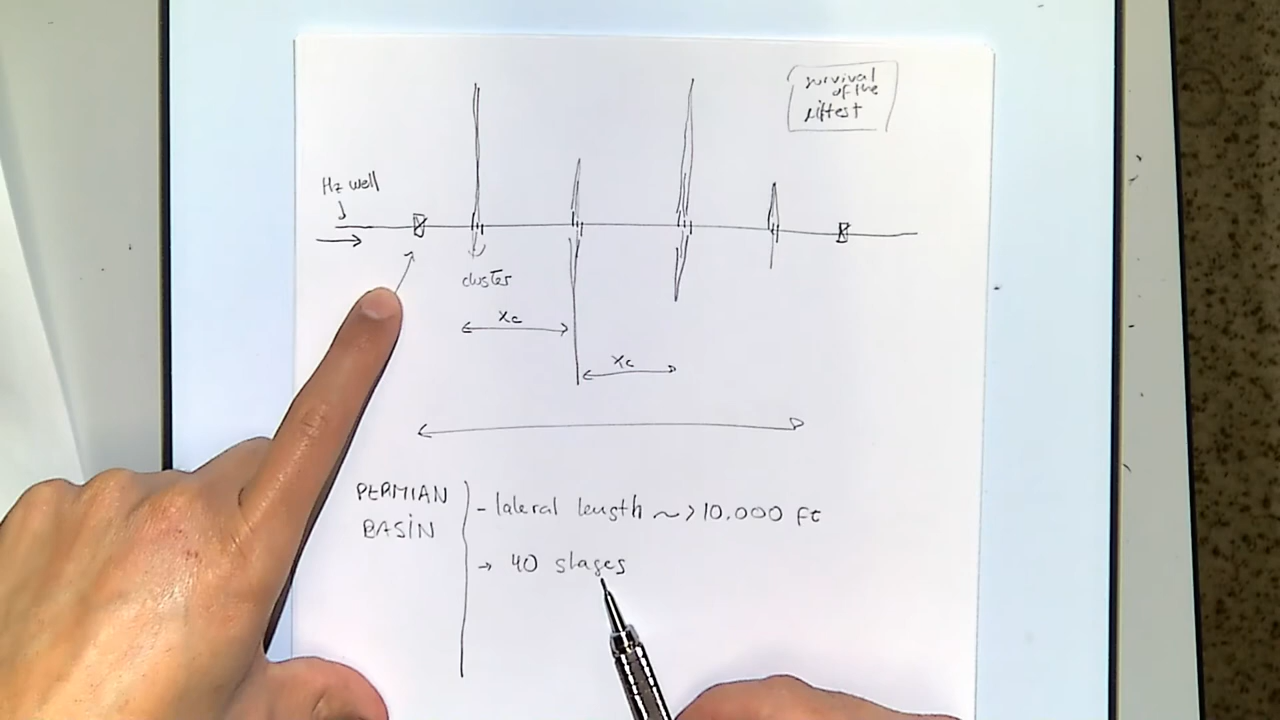 survival
of the
fittest
Hz well
cluster
xc
xc
PERMIAN
BASIN
- lateral length ~>10.000 ft
→ 40 stages